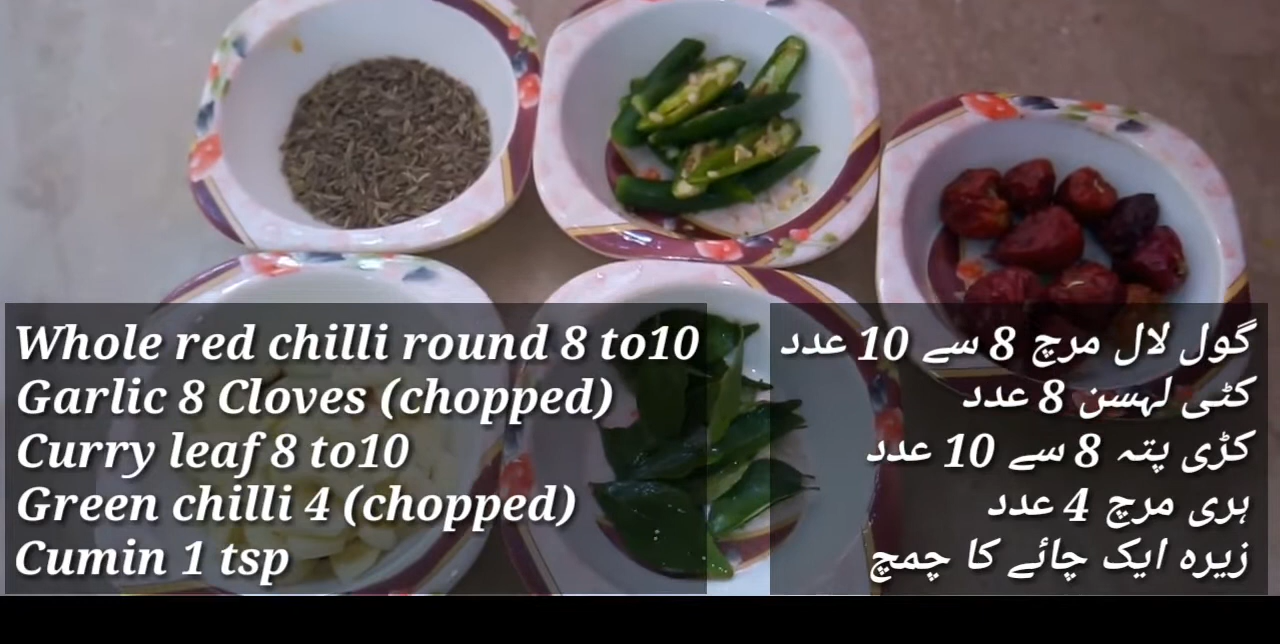 Whole red chilli round 8 to10
Garlic 8 Cloves (chopped)
Curry leaf 8 to10
Green chilli 4 (chopped)
Cumin 1 tsp
گول لال مرچ 8 سے 10 عدد
کٹی لہسن 8 عدد
کڑی پتہ 8 سے 10 عدد
ہری مرچ 4 عدد
زیرہ ایک چائے کا چمچ